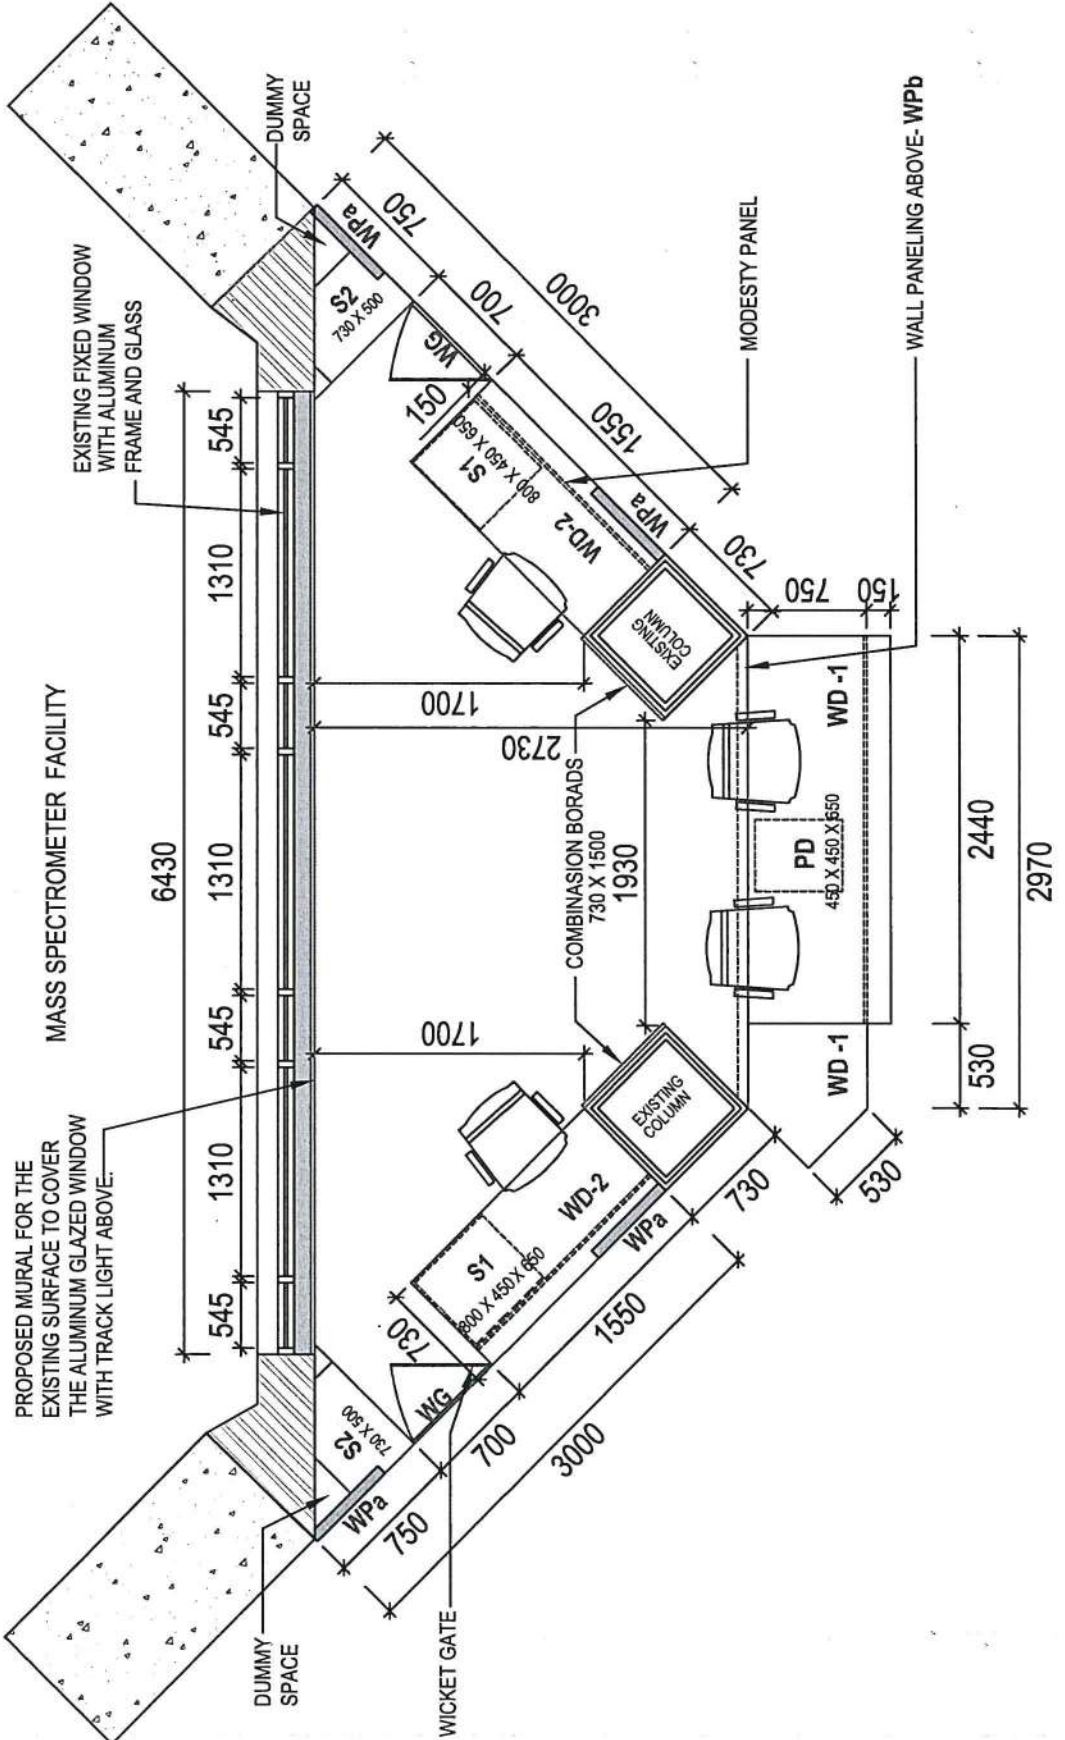 MASS SPECTROMETER FACILITY
PROPOSED MURAL FOR THE
EXISTING SURFACE TO COVER
THE ALUMINUM GLAZED WINDOW
WITH TRACK LIGHT ABOVE.
EXISTING FIXED WINDOW
WITH ALUMINUM
FRAME AND GLASS
6430
545
1310
545
1310
545
1310
545
DUMMY
SPACE
DUMMY
SPACE
S2
730 X 500
WPa
WG
730
S1
800 X 450 X 650
WD-2
WPa
EXISTING
COLUMN
750
700
1550
3000
730
WICKET GATE
1700
1700
2730
COMBINASION BORADS
730 X 1500
1930
S2
730 X 500
WPa
WG
150
S1
800 X 450 X 650
WD-2
WPa
EXISTING
COLUMN
750
700
1550
3000
730
MODESTY PANEL
WALL PANELING ABOVE- WPb
WD -1
PD
450 X 450 X 650
WD -1
750
150
530
530
2440
2970